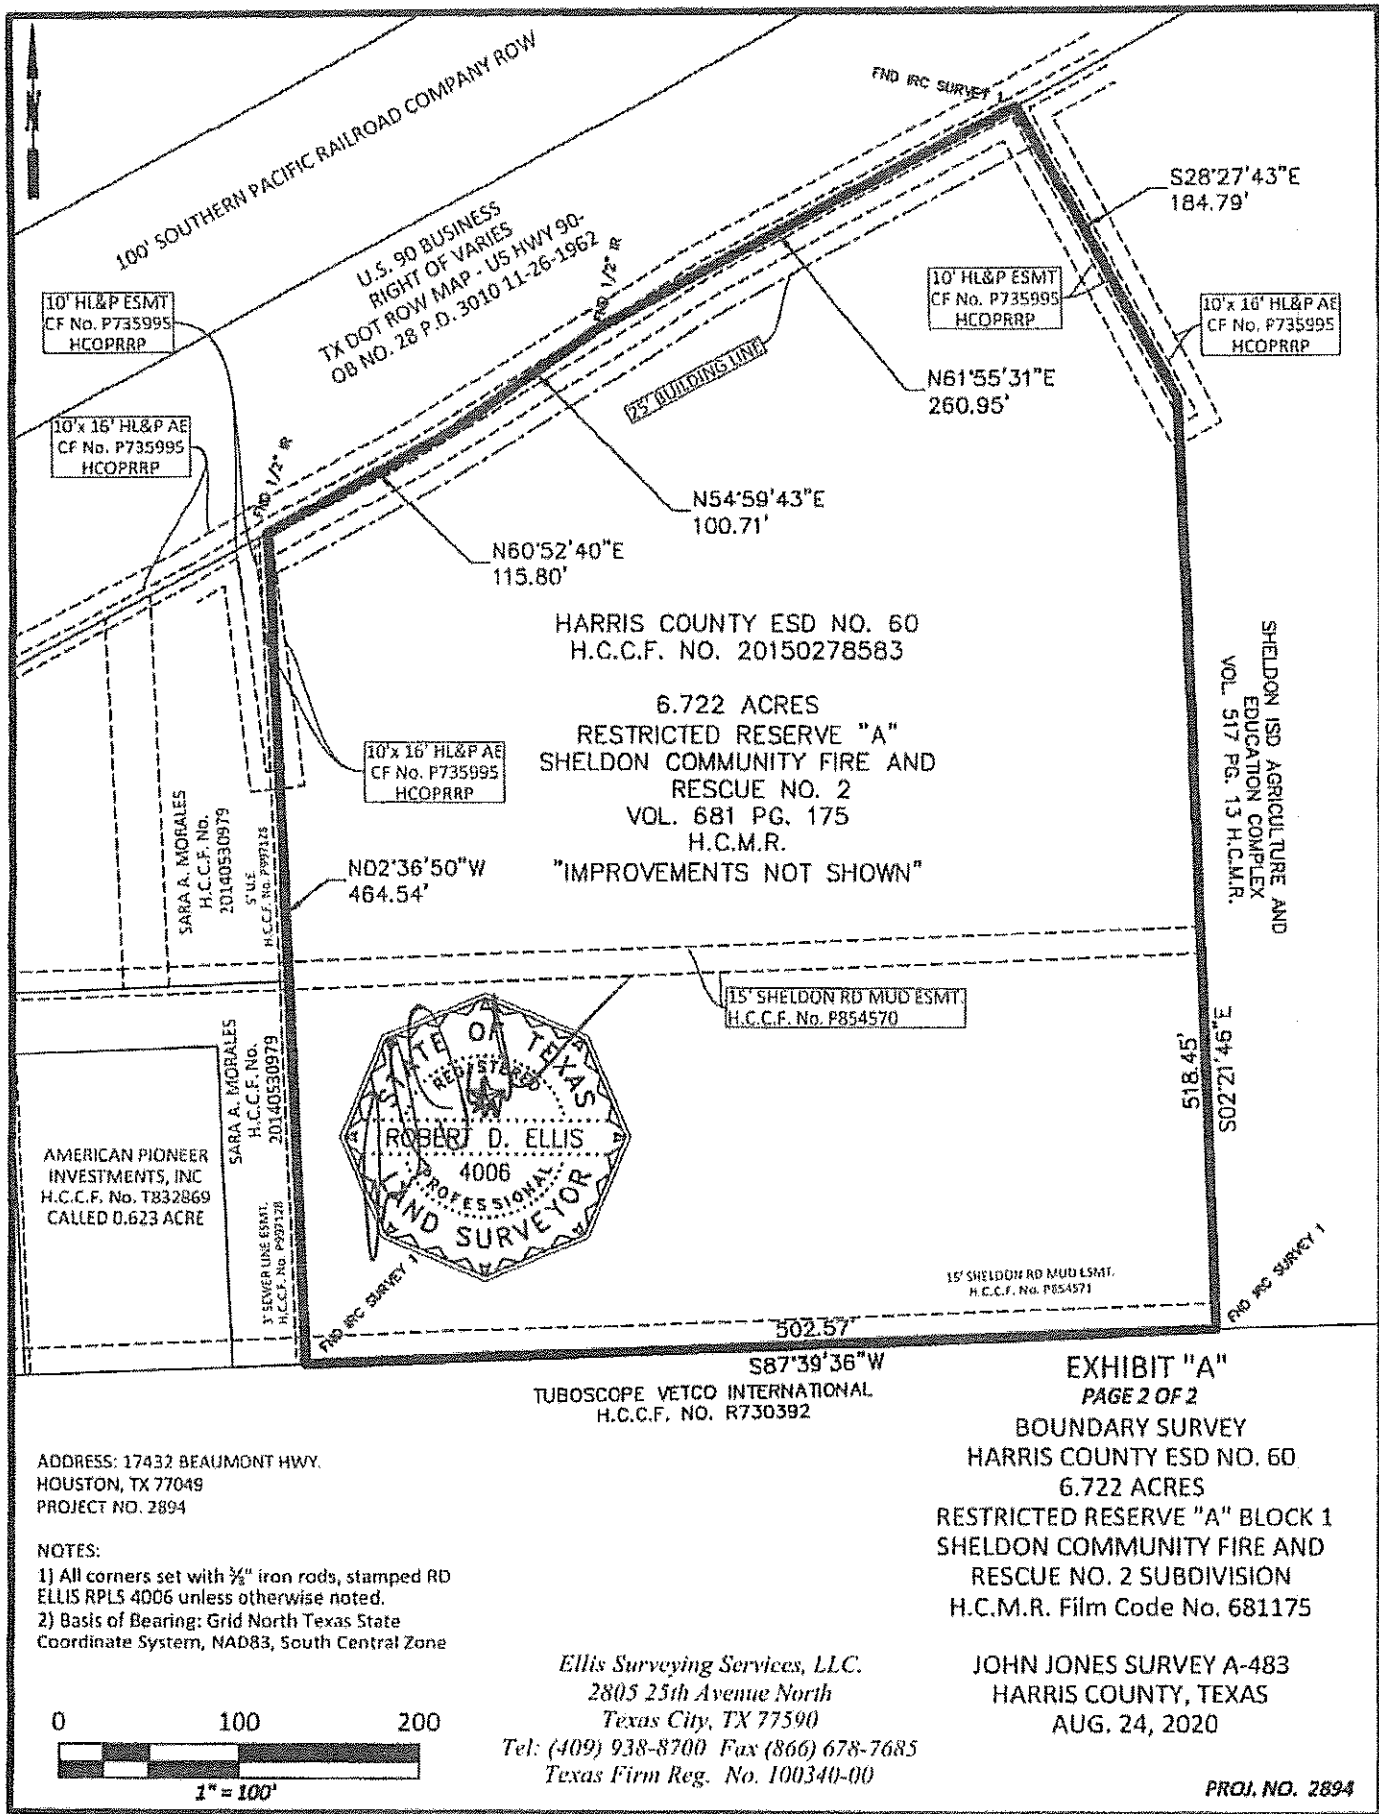 N
100' SOUTHERN PACIFIC RAILROAD COMPANY ROW
U.S. 90 BUSINESS
RIGHT OF VARIES
TX DOT ROW MAP - US HWY 90-
OB NO. 28 P.D. 3010 11-26-1962
FND IRC SURVEY 1
S28°27'43"E
184.79'
10' HL&P ESMT
CF No. P735995
HCOPRRP
10'x 16' HL&P AE
CF No. P735995
HCOPRRP
10' HL&P ESMT
CF No. P735995
HCOPRRP
10'x 16' HL&P AE
CF No. P735995
HCOPRRP
FND 1/2" IR
FND 1/2" IR
25' BUILDING LINE
N61°55'31"E
260.95'
N54°59'43"E
100.71'
N60°52'40"E
115.80'
HARRIS COUNTY ESD NO. 60
H.C.C.F. NO. 20150278583
6.722 ACRES
RESTRICTED RESERVE "A"
SHELDON COMMUNITY FIRE AND
RESCUE NO. 2
VOL. 681 PG. 175
H.C.M.R.
"IMPROVEMENTS NOT SHOWN"
10'x 16' HL&P AE
CF No. P735995
HCOPRRP
SHELDON ISD AGRICULTURE AND
EDUCATION COMPLEX
VOL. 517 PG. 13 H.C.M.R.
SARA A. MORALES
H.C.C.F. No.
20140530979
5' U.E
H.C.C.F. No. P997128
N02°36'50"W
464.54'
15' SHELDON RD MUD ESMT.
H.C.C.F. No. P854570
518.45'
S02°21'46"E
SARA A. MORALES
H.C.C.F. No.
20140530979
AMERICAN PIONEER
INVESTMENTS, INC
H.C.C.F. No. T832869
CALLED 0.623 ACRE
3' SEWER LINE ESMT.
H.C.C.F. No. P997128
STATE OF TEXAS
REGISTERED
ROBERT D. ELLIS
4006
PROFESSIONAL
LAND SURVEYOR
FND IRC SURVEY 1
15' SHELDON RD MUD ESMT.
H.C.C.F. No. P854571
FND IRC SURVEY 1
502.57'
S87°39'36"W
TUBOSCOPE VETCO INTERNATIONAL
H.C.C.F. NO. R730392
EXHIBIT "A"
PAGE 2 OF 2
BOUNDARY SURVEY
HARRIS COUNTY ESD NO. 60
6.722 ACRES
RESTRICTED RESERVE "A" BLOCK 1
SHELDON COMMUNITY FIRE AND
RESCUE NO. 2 SUBDIVISION
H.C.M.R. Film Code No. 681175
JOHN JONES SURVEY A-483
HARRIS COUNTY, TEXAS
AUG. 24, 2020
ADDRESS: 17432 BEAUMONT HWY.
HOUSTON, TX 77049
PROJECT NO. 2894
NOTES:
1) All corners set with iron rods, stamped RD
ELLIS RPLS 4006 unless otherwise noted.
2) Basis of Bearing: Grid North Texas State
Coordinate System, NAD83, South Central Zone
0 100 200
1" = 100'
Ellis Surveying Services, LLC.
2805 25th Avenue North
Texas City, TX 77590
Tel: (409) 938-8700 Fax (866) 678-7685
Texas Firm Reg. No. 100340-00
PROJ. NO. 2894